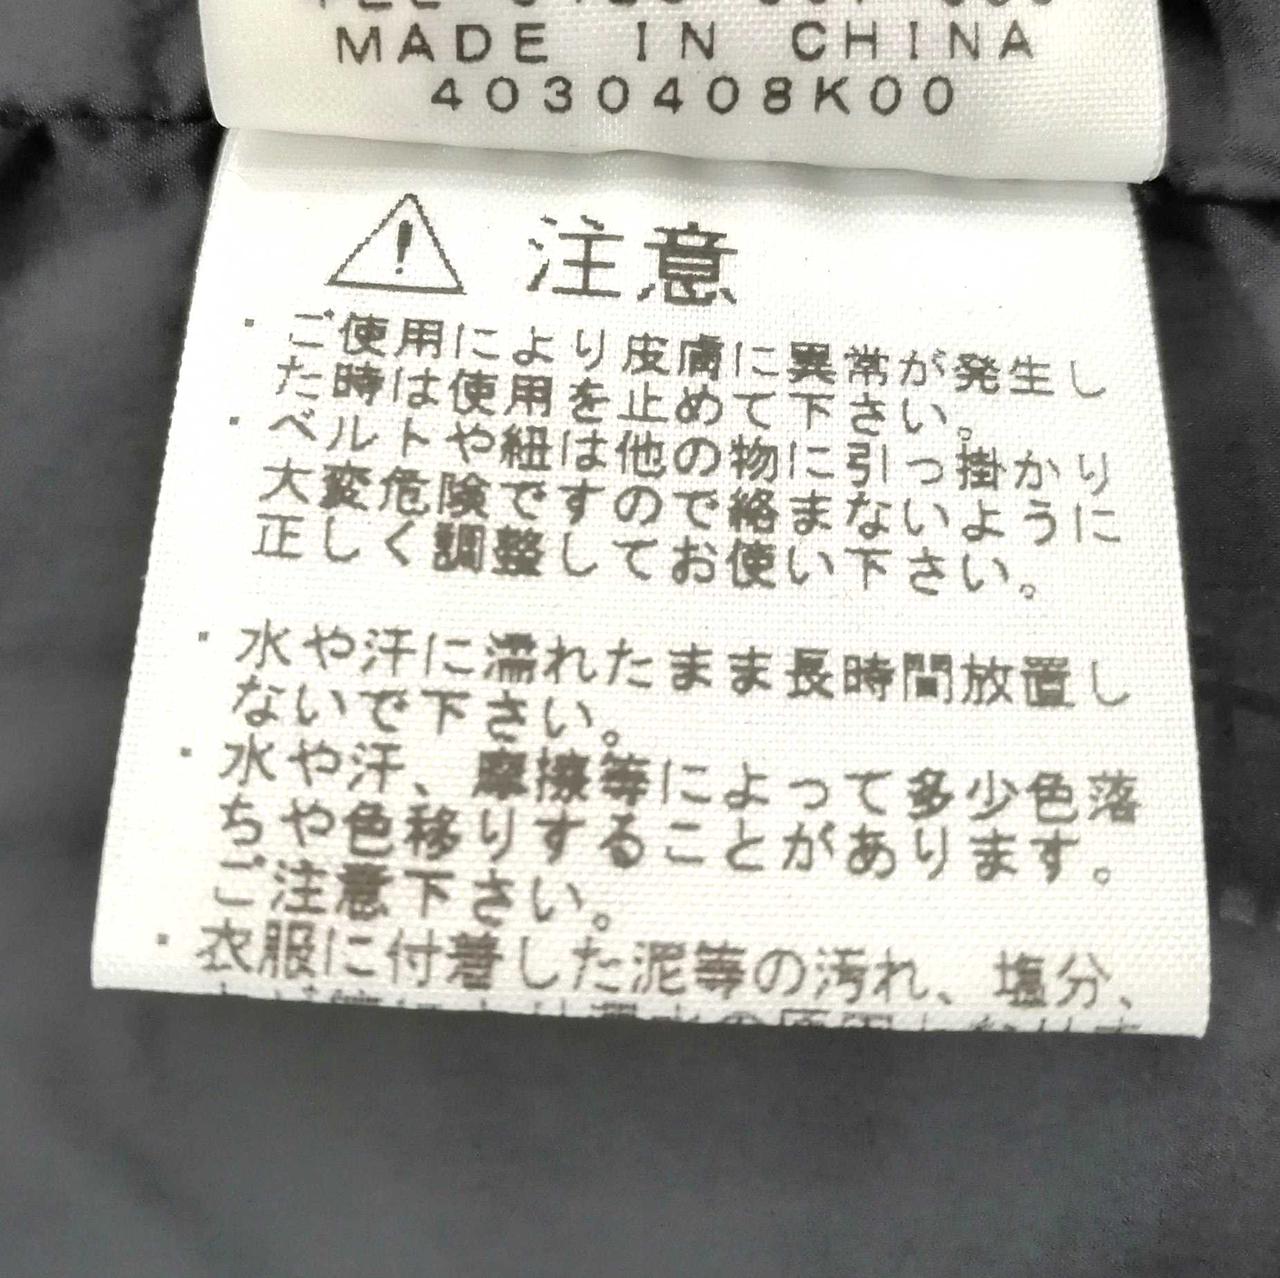 MADE IN CHINA
4030408K00
注意
・ご使用により皮膚に異常が発生し
た時は使用を止めて下さい。
・ベルトや紐は他の物に引っ掛かり
大変危険ですので絡まないように
正しく調整してお使い下さい。
・水や汗に濡れたまま長時間放置し
ないで下さい。
・水や汗、摩擦等によって多少色落
ちや色移りすることがあります。
ご注意下さい。
・衣服に付着した泥等の汚れ、塩分、